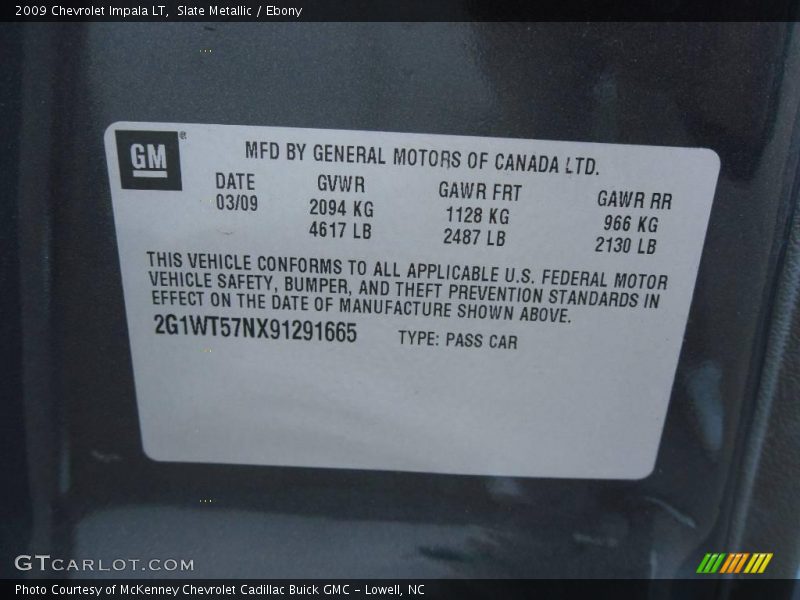 2009 Chevrolet Impala LT, Slate Metallic / Ebony
GM®
MFD BY GENERAL MOTORS OF CANADA LTD.
DATE GVWR GAWR FRT GAWR RR
03/09 2094 KG 1128 KG 966 KG
4617 LB 2487 LB 2130 LB
THIS VEHICLE CONFORMS TO ALL APPLICABLE U.S. FEDERAL MOTOR
VEHICLE SAFETY, BUMPER, AND THEFT PREVENTION STANDARDS IN
EFFECT ON THE DATE OF MANUFACTURE SHOWN ABOVE.
2G1WT57NX91291665 TYPE: PASS CAR
GTCARLOT.COM
Photo Courtesy of McKenney Chevrolet Cadillac Buick GMC - Lowell, NC